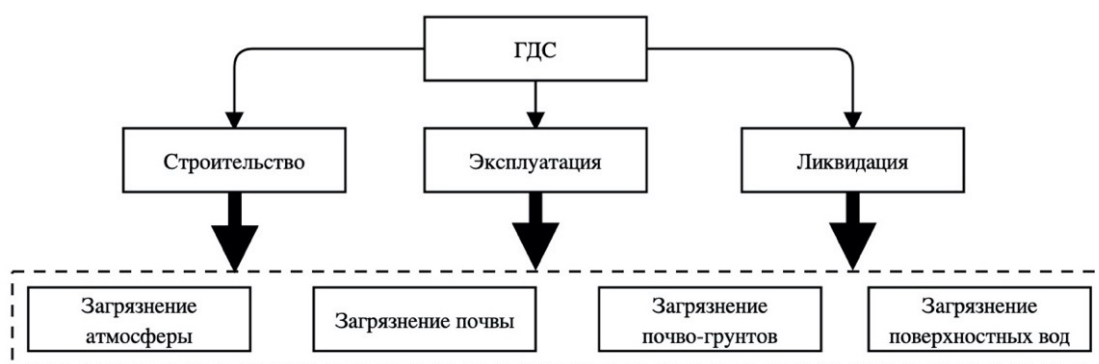 ГДС
Строительство
Эксплуатация
Ликвидация
Загрязнение
атмосферы
Загрязнение почвы
Загрязнение
почво-грунтов
Загрязнение
поверхностных вод